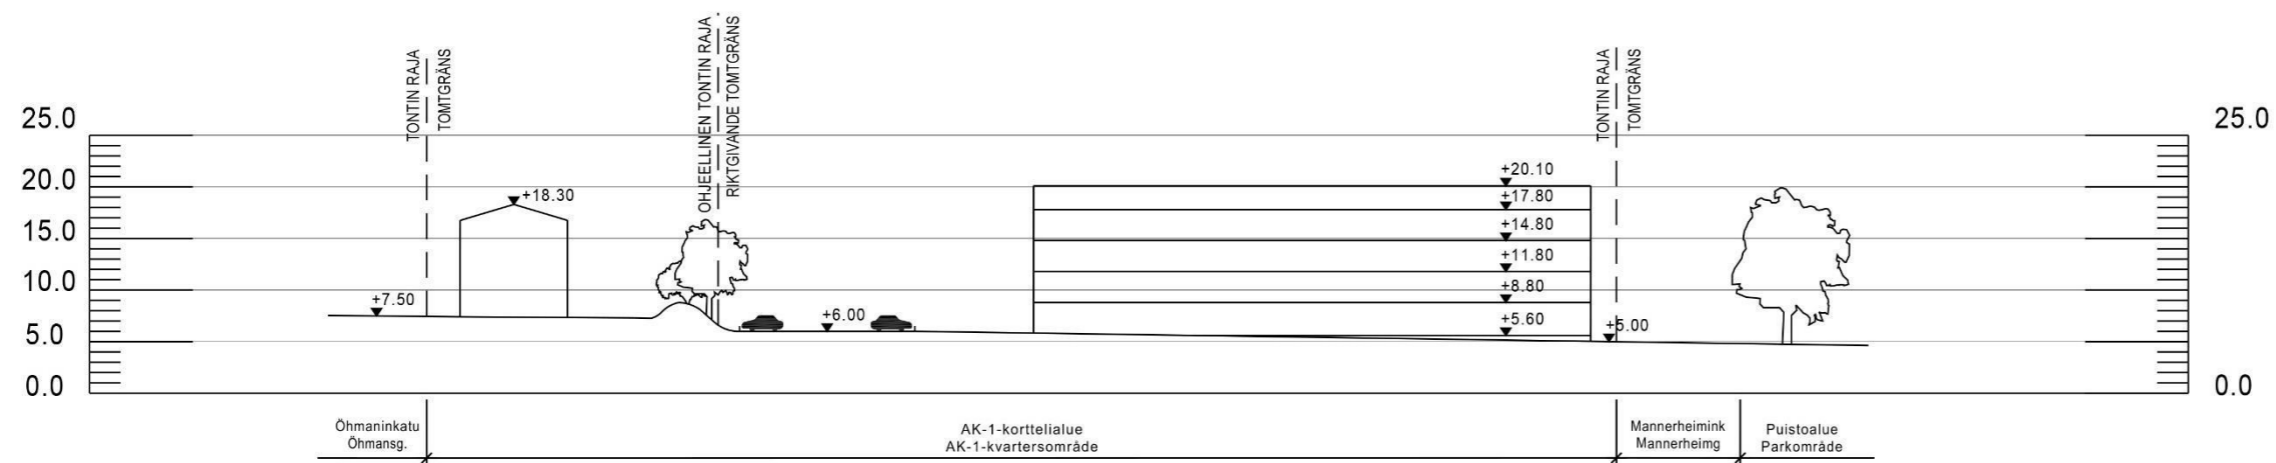 TONTIN RAJA
TOMTGRÄNS
OHJEELLINEN TONTIN RAJA
RIKTGIVANDE TOMTGRÄNS
TONTIN RAJA
TOMTGRÄNS
25.0
25.0
20.0
15.0
10.0
5.0
0.0
0.0
+18.30
+7.50
+6.00
+20.10
+17.80
+14.80
+11.80
+8.80
+5.60
+5.00
Öhmaninkatu
Öhmansg.
AK-1-korttelialue
AK-1-kvartersområde
Mannerheimink
Mannerheimg
Puistoalue
Parkområde